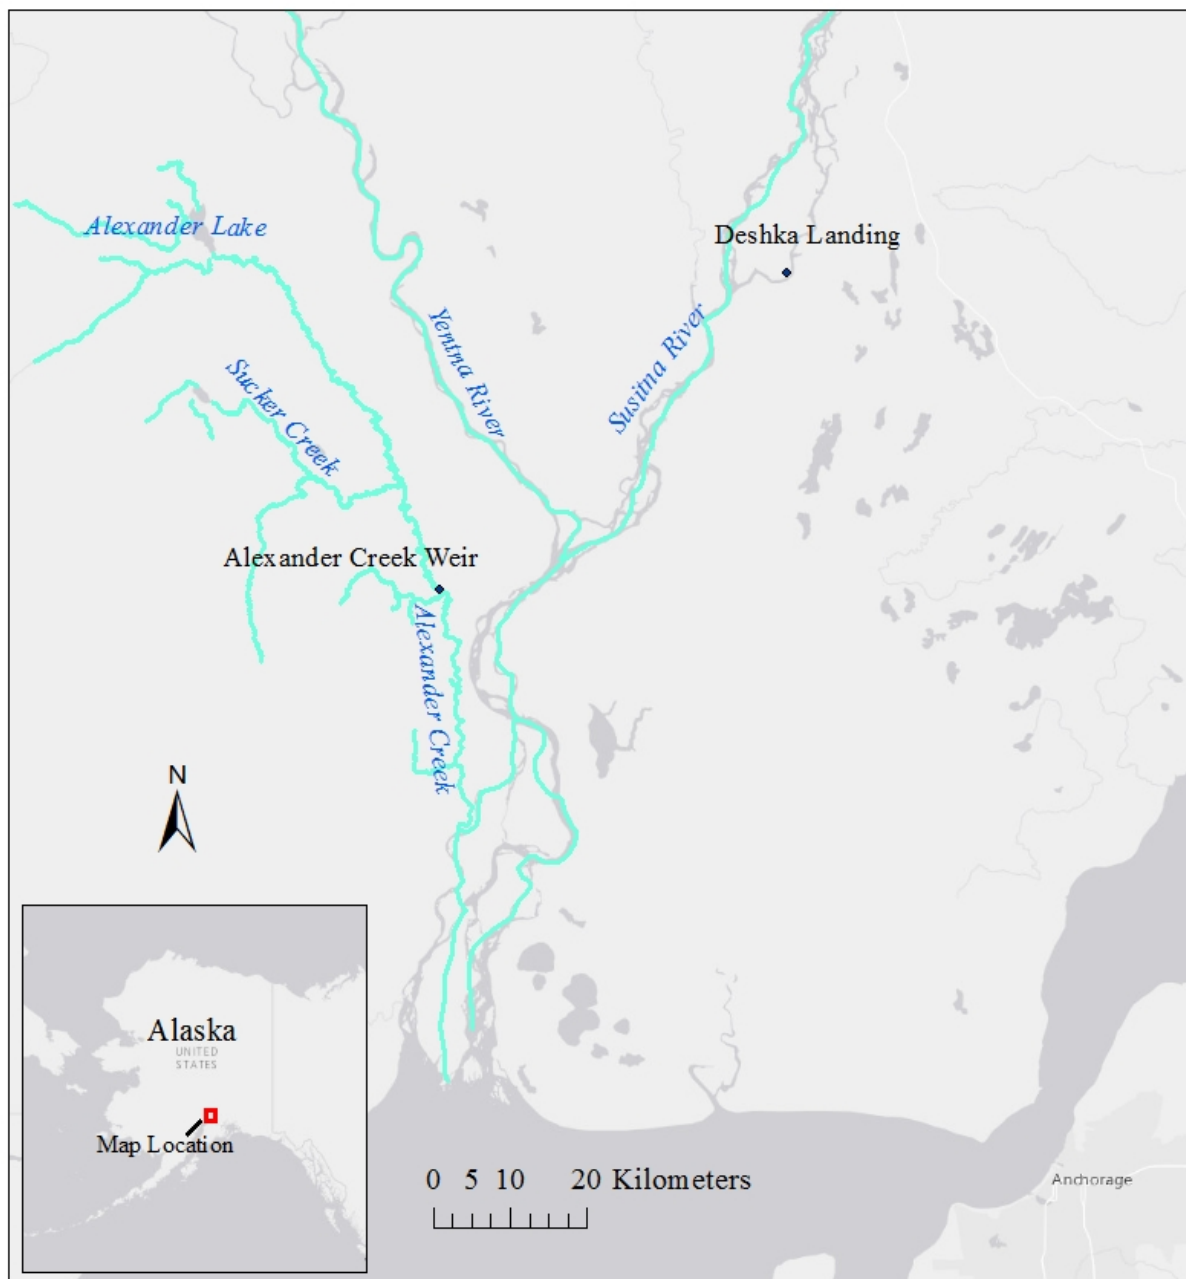 Alexander Lake
Deshka Landing
Yentna River
Susitna River
Sucker Creek
Alexander Creek Weir
Alexander Creek
N
Alaska
UNITED
STATES
Map Location
0 5 10 20 Kilometers
Anchorage